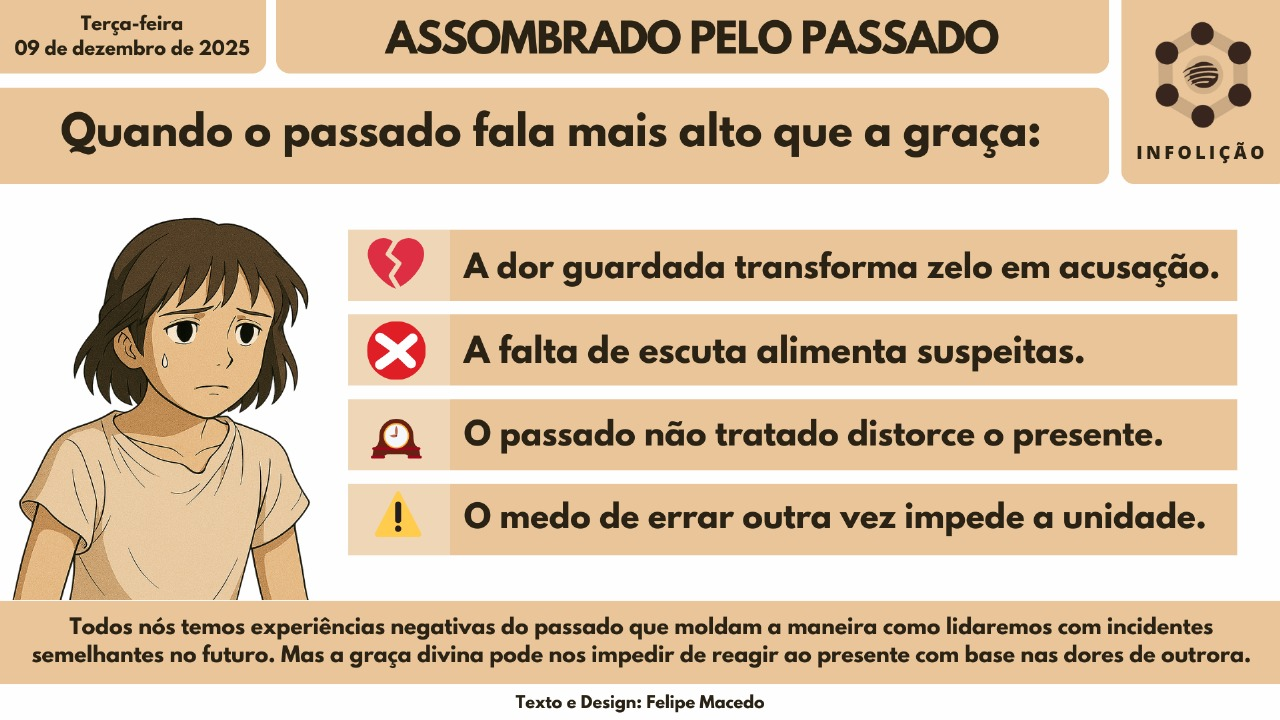 Terça-feira
09 de dezembro de 2025
ASSOMBRADO PELO PASSADO
INFOLIÇÃO
Quando o passado fala mais alto que a graça:
A dor guardada transforma zelo em acusação.
A falta de escuta alimenta suspeitas.
O passado não tratado distorce o presente.
O medo de errar outra vez impede a unidade.
Todos nós temos experiências negativas do passado que moldam a maneira como lidaremos com incidentes
semelhantes no futuro. Mas a graça divina pode nos impedir de reagir ao presente com base nas dores de outrora.
Texto e Design: Felipe Macedo